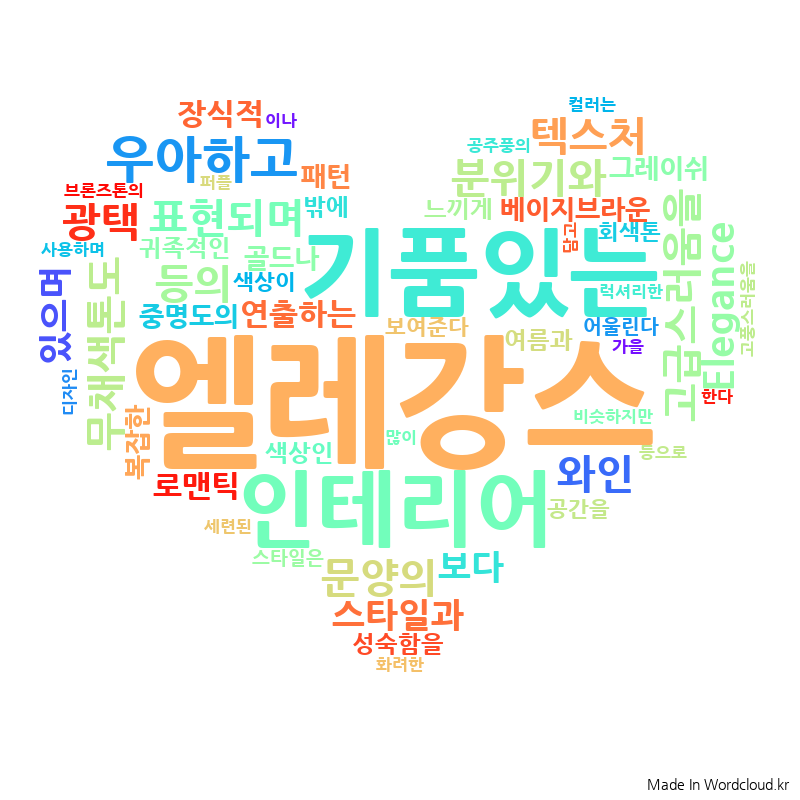 컬러는
장식적
이나
텍스처
우아하고
공주풍의
분위기와
그레이쉬
패턴
퍼플
브론즈톤의
광택
표현되며
밖에
느끼게
베이지브라운
회색톤
담고
고급스러움을
Elegance
고풍스러움을
사용하며
귀족적인
골드나
기품있는
있으며
무채색톤도
등의
색상이
럭셔리한
중명도의
연출하는
보여준다
여름과
어울린다
가을
디자인
엘레강스
한다
복잡한
비슷하지만
많이
색상인
등으로
로맨틱
인테리어
와인
공간을
세련된
스타일은
문양의
보다
스타일과
성숙함을
화려한
Made In Wordcloud.kr